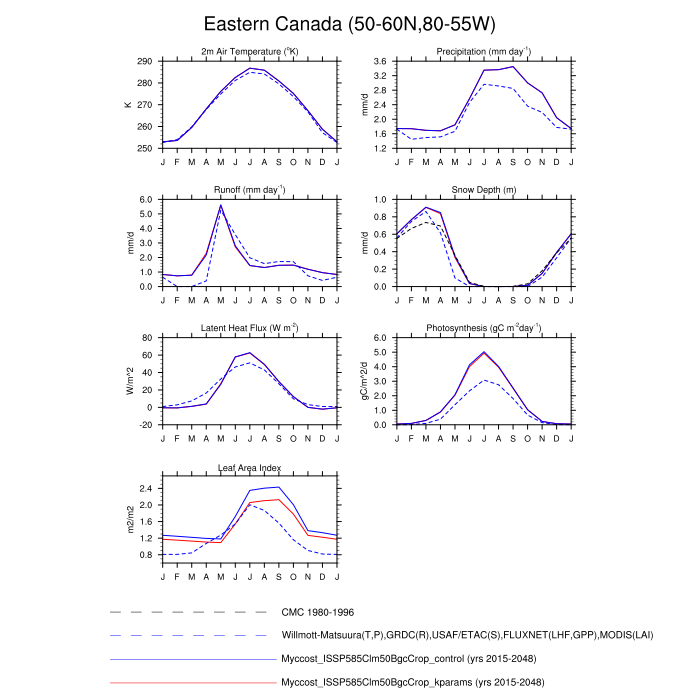 Eastern Canada (50-60N,80-55W)
2m Air Temperature (°K)
290
280
270
260
250
K
J F M A M J J A S O N D J
Precipitation (mm day⁻¹)
3.6
3.2
2.8
2.4
2.0
1.6
1.2
mm/d
J F M A M J J A S O N D J
Runoff (mm day⁻¹)
6.0
5.0
4.0
3.0
2.0
1.0
0.0
mm/d
J F M A M J J A S O N D J
Snow Depth (m)
1.0
0.8
0.6
0.4
0.2
0.0
mm/d
J F M A M J J A S O N D J
Latent Heat Flux (W m⁻²)
80
60
40
20
0
-20
W/m^2
J F M A M J J A S O N D J
Photosynthesis (gC m⁻²day⁻¹)
6.0
5.0
4.0
3.0
2.0
1.0
0.0
gC/m^2/d
J F M A M J J A S O N D J
Leaf Area Index
2.4
2.0
1.6
1.2
0.8
m2/m2
J F M A M J J A S O N D J
CMC 1980-1996
Willmott-Matsuura(T,P),GRDC(R),USAF/ETAC(S),FLUXNET(LHF,GPP),MODIS(LAI)
Myccost_ISSP585Clm50BgcCrop_control (yrs 2015-2048)
Myccost_ISSP585Clm50BgcCrop_kparams (yrs 2015-2048)